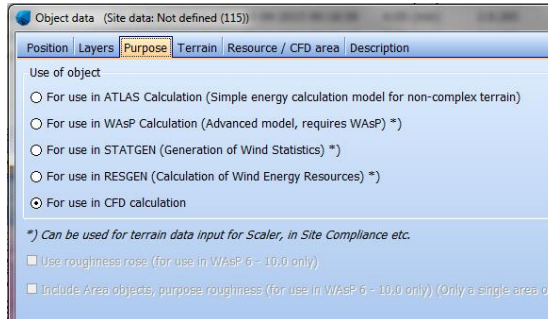 Object data (Site data: Not defined (115))
Position Layers Purpose Terrain Resource / CFD area Description
Use of object
For use in ATLAS Calculation (Simple energy calculation model for non-complex terrain)
For use in WAsP Calculation (Advanced model, requires WAsP) *)
For use in STATGEN (Generation of Wind Statistics) *)
For use in RESGEN (Calculation of Wind Energy Resources) *)
For use in CFD calculation
*) Can be used for terrain data input for Scaler, in Site Compliance etc.
Use roughness rose (for use in WAsP 6 - 10.0 only)
Include Area objects, purpose roughness (for use in WAsP 6 - 10.0 only) (Only a single area o